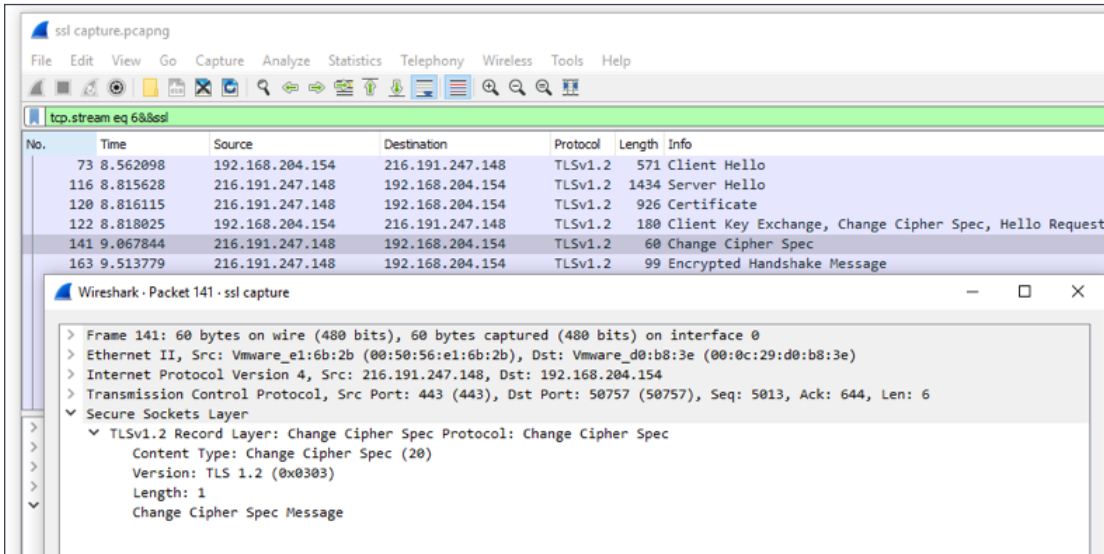 ssl capture.pcapng
File Edit View Go Capture Analyze Statistics Telephony Wireless Tools Help
tcp.stream eq 6&&ssl
No. Time Source Destination Protocol Length Info
73 8.562098 192.168.204.154 216.191.247.148 TLSv1.2 571 Client Hello
116 8.815628 216.191.247.148 192.168.204.154 TLSv1.2 1434 Server Hello
120 8.816115 216.191.247.148 192.168.204.154 TLSv1.2 926 Certificate
122 8.818025 192.168.204.154 216.191.247.148 TLSv1.2 180 Client Key Exchange, Change Cipher Spec, Hello Request
141 9.067844 216.191.247.148 192.168.204.154 TLSv1.2 60 Change Cipher Spec
163 9.513779 216.191.247.148 192.168.204.154 TLSv1.2 99 Encrypted Handshake Message
Wireshark · Packet 141 · ssl capture
Frame 141: 60 bytes on wire (480 bits), 60 bytes captured (480 bits) on interface 0
Ethernet II, Src: Vmware_e1:6b:2b (00:50:56:e1:6b:2b), Dst: Vmware_d0:b8:3e (00:0c:29:d0:b8:3e)
Internet Protocol Version 4, Src: 216.191.247.148, Dst: 192.168.204.154
Transmission Control Protocol, Src Port: 443 (443), Dst Port: 50757 (50757), Seq: 5013, Ack: 644, Len: 6
Secure Sockets Layer
TLSv1.2 Record Layer: Change Cipher Spec Protocol: Change Cipher Spec
Content Type: Change Cipher Spec (20)
Version: TLS 1.2 (0x0303)
Length: 1
Change Cipher Spec Message